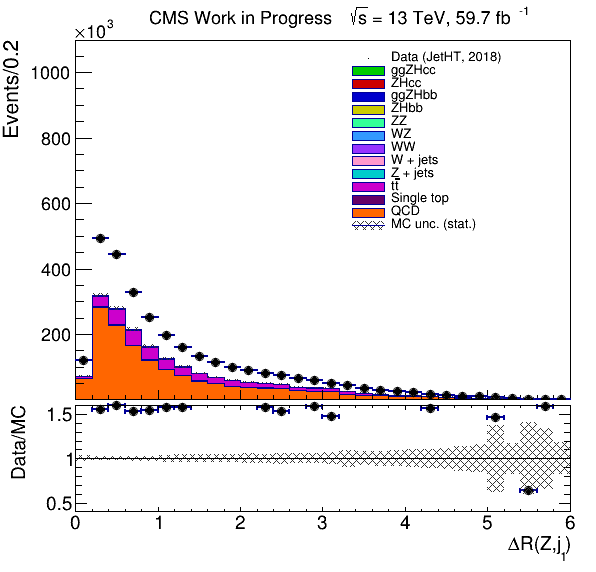 CMS Work in Progress √s = 13 TeV, 59.7 fb⁻¹
×10³
Events/0.2
1000
800
600
400
200
Data (JetHT, 2018)
ggZHcc
ZHcc
ggZHbb
ZHbb
ZZ
WZ
WW
W + jets
Z + jets
tt̄
Single top
QCD
MC unc. (stat.)
Data/MC
1.5
1
0.5
0 1 2 3 4 5 6
ΔR(Z,j₁)